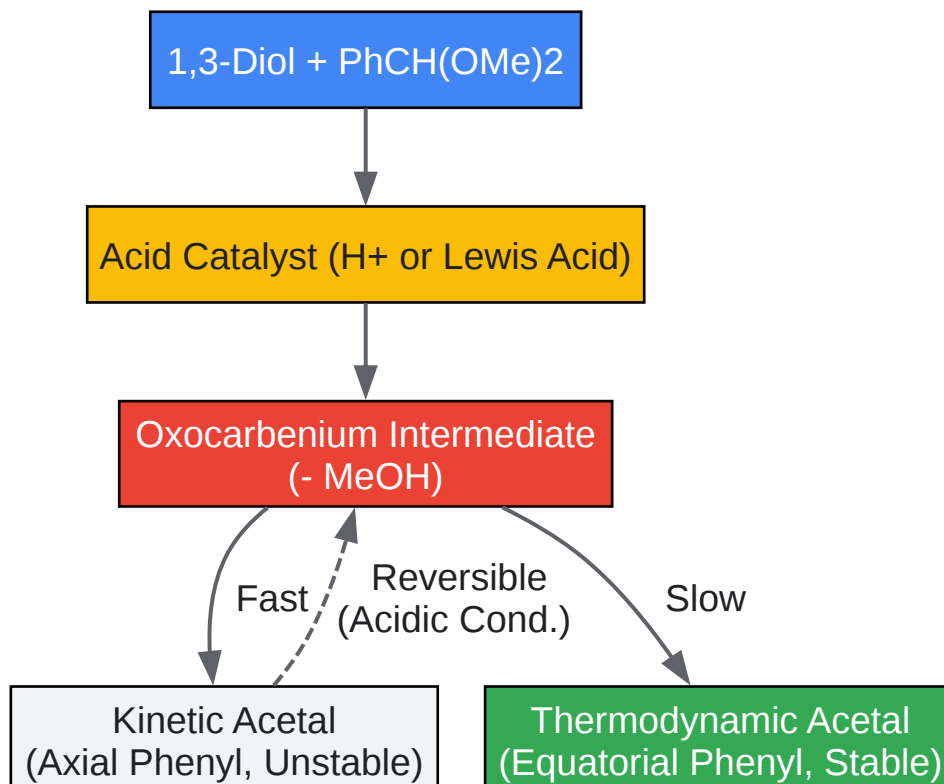 1,3-Diol + PhCH(OMe)2
Acid Catalyst (H+ or Lewis Acid)
Oxocarbenium Intermediate
(- MeOH)
Fast
Reversible
(Acidic Cond.)
Slow
Kinetic Acetal
(Axial Phenyl, Unstable)
Thermodynamic Acetal
(Equatorial Phenyl, Stable)